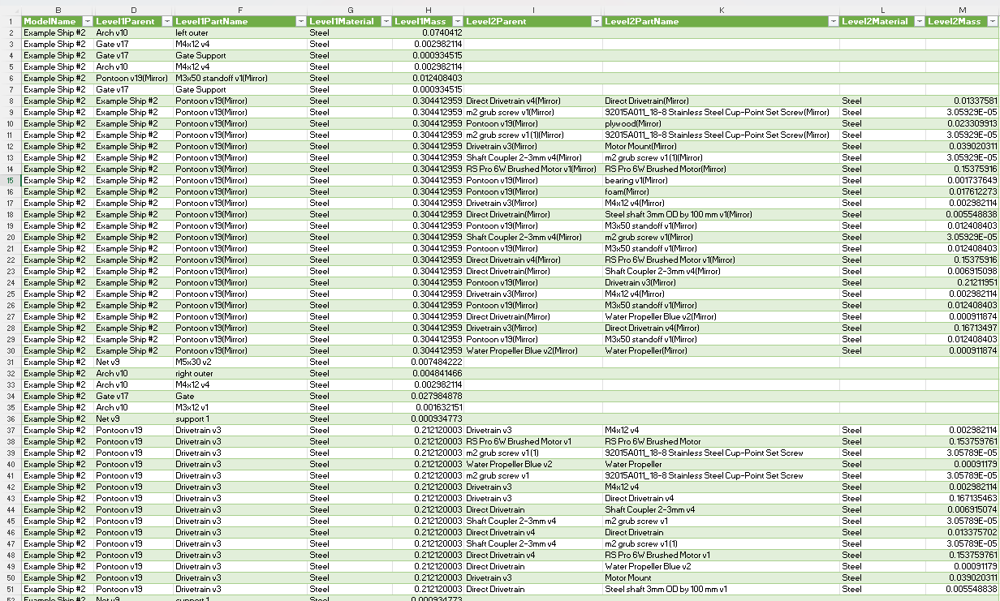 B D F G H I K L M
1 ModelName Level1Parent Level1PartName Level1Material Level1Mass Level2Parent Level2PartName Level2Material Level2Mass
2 Example Ship #2 Arch v10 left outer Steel 0.0740412
3 Example Ship #2 Gate v17 M4x12 v4 Steel 0.002982114
4 Example Ship #2 Gate v17 Gate Support Steel 0.000934515
5 Example Ship #2 Arch v10 M4x12 v4 Steel 0.002982114
6 Example Ship #2 Pontoon v19(Mirror) M3x50 standoff v1(Mirror) Steel 0.012408403
7 Example Ship #2 Gate v17 Gate Support Steel 0.000934515
8 Example Ship #2 Example Ship #2 Pontoon v19(Mirror) Steel 0.304412959 Direct Drivetrain v4(Mirror) Direct Drivetrain(Mirror) Steel 0.01337581
9 Example Ship #2 Example Ship #2 Pontoon v19(Mirror) Steel 0.304412959 m2 grub screw v1(Mirror) 92015A011_18-8 Stainless Steel Cup-Point Set Screw(Mirror) Steel 3.05929E-05
10 Example Ship #2 Example Ship #2 Pontoon v19(Mirror) Steel 0.304412959 Pontoon v19(Mirror) plywood(Mirror) Steel 0.023309913
11 Example Ship #2 Example Ship #2 Pontoon v19(Mirror) Steel 0.304412959 m2 grub screw v1 (1)(Mirror) 92015A011_18-8 Stainless Steel Cup-Point Set Screw(Mirror) Steel 3.05929E-05
12 Example Ship #2 Example Ship #2 Pontoon v19(Mirror) Steel 0.304412959 Drivetrain v3(Mirror) Motor Mount(Mirror) Steel 0.039020311
13 Example Ship #2 Example Ship #2 Pontoon v19(Mirror) Steel 0.304412959 Shaft Coupler 2-3mm v4(Mirror) m2 grub screw v1 (1)(Mirror) Steel 3.05929E-05
14 Example Ship #2 Example Ship #2 Pontoon v19(Mirror) Steel 0.304412959 RS Pro 6W Brushed Motor v1(Mirror) RS Pro 6W Brushed Motor(Mirror) Steel 0.15375916
15 Example Ship #2 Example Ship #2 Pontoon v19(Mirror) Steel 0.304412959 Pontoon v19(Mirror) bearing v1(Mirror) Steel 0.001737649
16 Example Ship #2 Example Ship #2 Pontoon v19(Mirror) Steel 0.304412959 Pontoon v19(Mirror) foam(Mirror) Steel 0.017612273
17 Example Ship #2 Example Ship #2 Pontoon v19(Mirror) Steel 0.304412959 Drivetrain v3(Mirror) M4x12 v4(Mirror) Steel 0.002982114
18 Example Ship #2 Example Ship #2 Pontoon v19(Mirror) Steel 0.304412959 Direct Drivetrain(Mirror) Steel shaft 3mm OD by 100 mm v1(Mirror) Steel 0.005548838
19 Example Ship #2 Example Ship #2 Pontoon v19(Mirror) Steel 0.304412959 Pontoon v19(Mirror) M3x50 standoff v1(Mirror) Steel 0.012408403
20 Example Ship #2 Example Ship #2 Pontoon v19(Mirror) Steel 0.304412959 Shaft Coupler 2-3mm v4(Mirror) m2 grub screw v1(Mirror) Steel 3.05929E-05
21 Example Ship #2 Example Ship #2 Pontoon v19(Mirror) Steel 0.304412959 Pontoon v19(Mirror) M3x50 standoff v1(Mirror) Steel 0.012408403
22 Example Ship #2 Example Ship #2 Pontoon v19(Mirror) Steel 0.304412959 Direct Drivetrain v4(Mirror) RS Pro 6W Brushed Motor v1(Mirror) Steel 0.15375916
23 Example Ship #2 Example Ship #2 Pontoon v19(Mirror) Steel 0.304412959 Direct Drivetrain(Mirror) Shaft Coupler 2-3mm v4(Mirror) Steel 0.006915098
24 Example Ship #2 Example Ship #2 Pontoon v19(Mirror) Steel 0.304412959 Pontoon v19(Mirror) Drivetrain v3(Mirror) Steel 0.21211951
25 Example Ship #2 Example Ship #2 Pontoon v19(Mirror) Steel 0.304412959 Drivetrain v3(Mirror) M4x12 v4(Mirror) Steel 0.002982114
26 Example Ship #2 Example Ship #2 Pontoon v19(Mirror) Steel 0.304412959 Pontoon v19(Mirror) M3x50 standoff v1(Mirror) Steel 0.012408403
27 Example Ship #2 Example Ship #2 Pontoon v19(Mirror) Steel 0.304412959 Direct Drivetrain(Mirror) Water Propeller Blue v2(Mirror) Steel 0.000911874
28 Example Ship #2 Example Ship #2 Pontoon v19(Mirror) Steel 0.304412959 Drivetrain v3(Mirror) Direct Drivetrain v4(Mirror) Steel 0.16713497
29 Example Ship #2 Example Ship #2 Pontoon v19(Mirror) Steel 0.304412959 Pontoon v19(Mirror) M3x50 standoff v1(Mirror) Steel 0.012408403
30 Example Ship #2 Example Ship #2 Pontoon v19(Mirror) Steel 0.304412959 Water Propeller Blue v2(Mirror) Water Propeller(Mirror) Steel 0.000911874
31 Example Ship #2 Net v9 M5x30 v2 Steel 0.007484222
32 Example Ship #2 Arch v10 right outer Steel 0.004841466
33 Example Ship #2 Arch v10 M4x12 v4 Steel 0.002982114
34 Example Ship #2 Gate v17 Gate Steel 0.027984878
35 Example Ship #2 Arch v10 M3x12 v1 Steel 0.001632151
36 Example Ship #2 Net v9 support 1 Steel 0.000934773
37 Example Ship #2 Pontoon v19 Drivetrain v3 Steel 0.212120003 Drivetrain v3 M4x12 v4 Steel 0.002982114
38 Example Ship #2 Pontoon v19 Drivetrain v3 Steel 0.212120003 RS Pro 6W Brushed Motor v1 RS Pro 6W Brushed Motor Steel 0.153759761
39 Example Ship #2 Pontoon v19 Drivetrain v3 Steel 0.212120003 m2 grub screw v1 (1) 92015A011_18-8 Stainless Steel Cup-Point Set Screw Steel 3.05789E-05
40 Example Ship #2 Pontoon v19 Drivetrain v3 Steel 0.212120003 Water Propeller Blue v2 Water Propeller Steel 0.00091179
41 Example Ship #2 Pontoon v19 Drivetrain v3 Steel 0.212120003 m2 grub screw v1 92015A011_18-8 Stainless Steel Cup-Point Set Screw Steel 3.05789E-05
42 Example Ship #2 Pontoon v19 Drivetrain v3 Steel 0.212120003 Drivetrain v3 M4x12 v4 Steel 0.002982114
43 Example Ship #2 Pontoon v19 Drivetrain v3 Steel 0.212120003 Drivetrain v3 Direct Drivetrain v4 Steel 0.167135463
44 Example Ship #2 Pontoon v19 Drivetrain v3 Steel 0.212120003 Direct Drivetrain Shaft Coupler 2-3mm v4 Steel 0.006915074
45 Example Ship #2 Pontoon v19 Drivetrain v3 Steel 0.212120003 Shaft Coupler 2-3mm v4 m2 grub screw v1 Steel 3.05789E-05
46 Example Ship #2 Pontoon v19 Drivetrain v3 Steel 0.212120003 Direct Drivetrain v4 Direct Drivetrain Steel 0.013375702
47 Example Ship #2 Pontoon v19 Drivetrain v3 Steel 0.212120003 Shaft Coupler 2-3mm v4 m2 grub screw v1 (1) Steel 3.05789E-05
48 Example Ship #2 Pontoon v19 Drivetrain v3 Steel 0.212120003 Direct Drivetrain v4 RS Pro 6W Brushed Motor v1 Steel 0.153759761
49 Example Ship #2 Pontoon v19 Drivetrain v3 Steel 0.212120003 Direct Drivetrain Water Propeller Blue v2 Steel 0.00091179
50 Example Ship #2 Pontoon v19 Drivetrain v3 Steel 0.212120003 Drivetrain v3 Motor Mount Steel 0.039020311
51 Example Ship #2 Pontoon v19 Drivetrain v3 Steel 0.212120003 Direct Drivetrain Steel shaft 3mm OD by 100 mm v1 Steel 0.005548838
52 Example Ship #2 Net v9 support 1 Steel 0.000934773